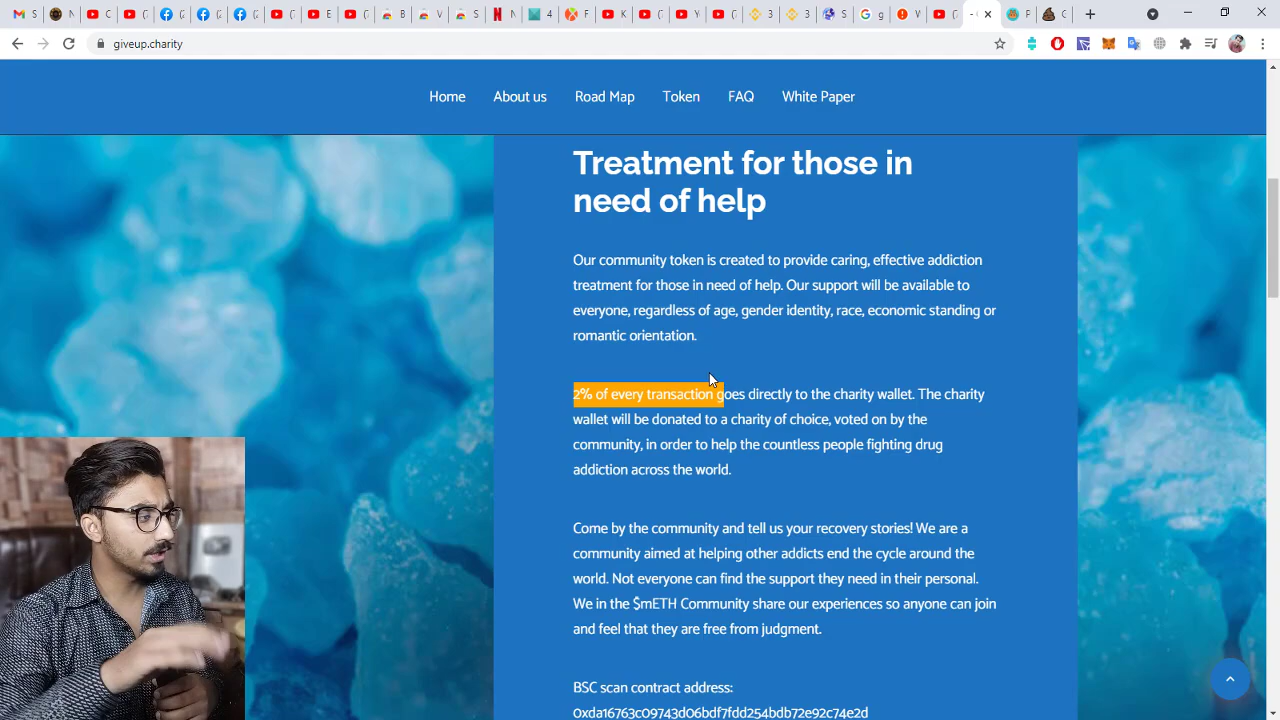 S
N
C
E
B
V
S
N
4
F
K
Y
3
3
S
g
V
- C
P
C
giveup.charity
Home About us Road Map Token FAQ White Paper
Treatment for those in
need of help
Our community token is created to provide caring, effective addiction
treatment for those in need of help. Our support will be available to
everyone, regardless of age, gender identity, race, economic standing or
romantic orientation.
2% of every transaction goes directly to the charity wallet. The charity
wallet will be donated to a charity of choice, voted on by the
community, in order to help the countless people fighting drug
addiction across the world.
Come by the community and tell us your recovery stories! We are a
community aimed at helping other addicts end the cycle around the
world. Not everyone can find the support they need in their personal.
We in the $mETH Community share our experiences so anyone can join
and feel that they are free from judgment.
BSC scan contract address:
0xda16763c09743d06bdf7fdd254bdb72e92c74e2d